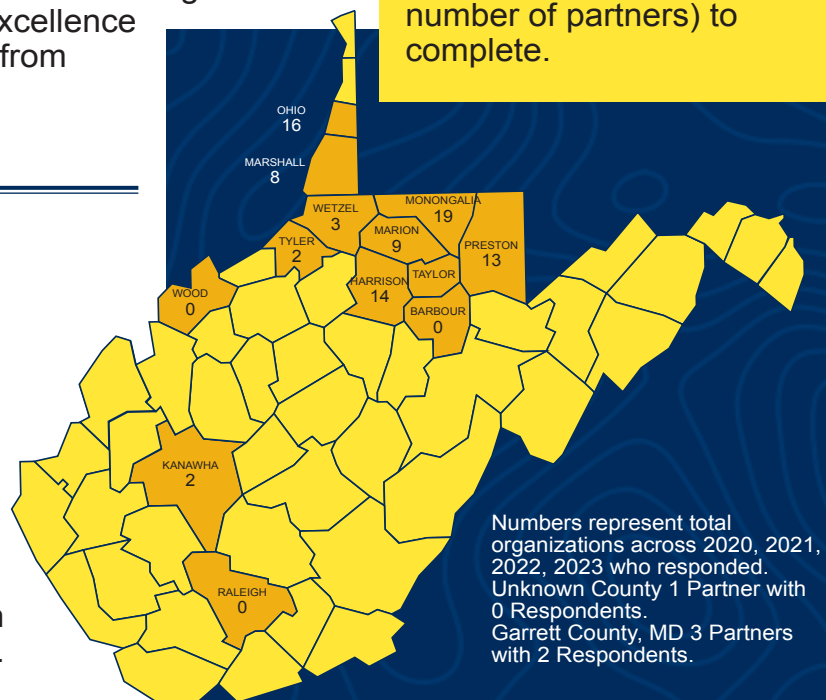 xcellence
from
number of partners) to
complete.
OHIO
16
MARSHALL
8
WETZEL
3
MONONGALIA
19
MARION
9
PRESTON
13
TYLER
2
HARRISON
14
TAYLOR
WOOD
0
BARBOUR
0
KANAWHA
2
RALEIGH
0
Numbers represent total
organizations across 2020, 2021,
2022, 2023 who responded.
Unknown County 1 Partner with
0 Respondents.
Garrett County, MD 3 Partners
with 2 Respondents.